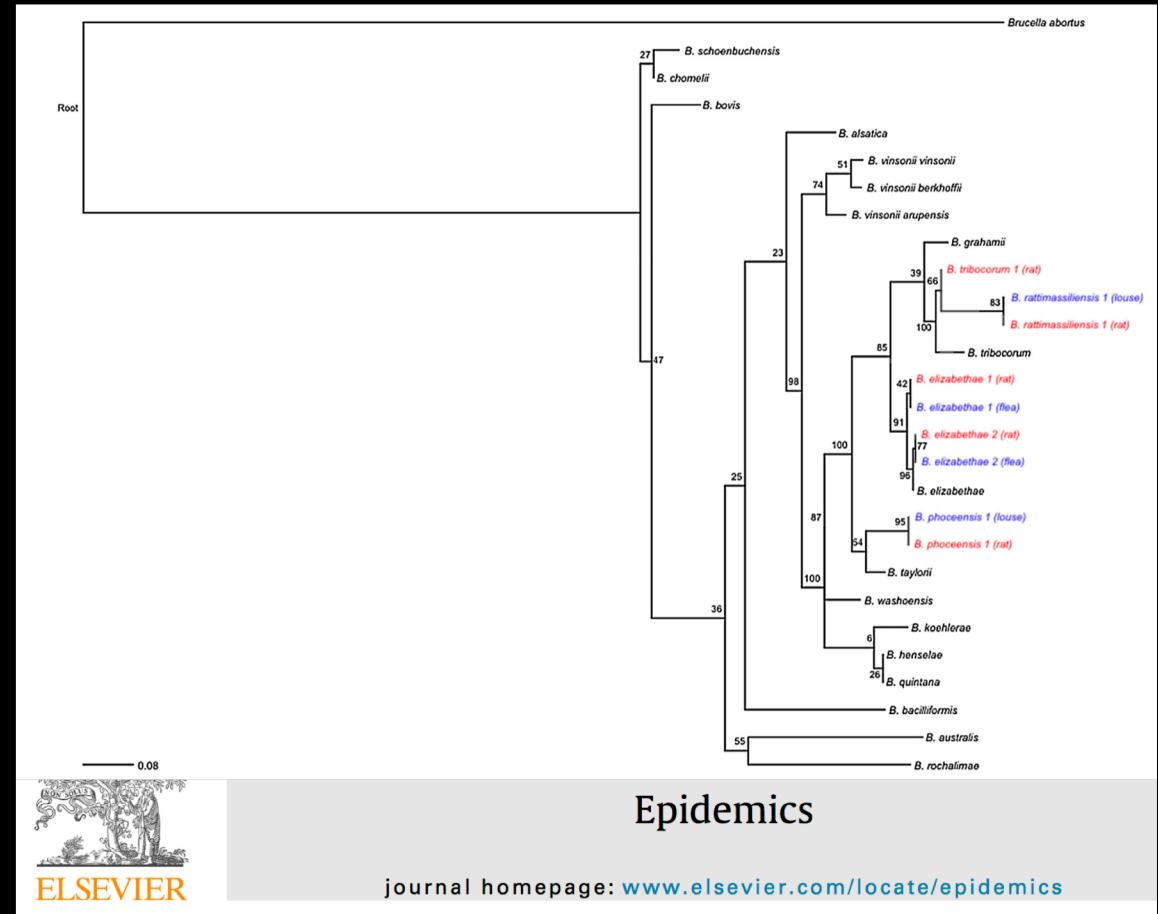 Brucella abortus
27
B. schoenbuchensis
B. chomelii
Root
B. bovis
B. alsatica
51
B. vinsonii vinsonii
74
B. vinsonii berkhoffii
B. vinsonii arupensis
B. grahamii
23
39
66
B. tribocorum 1 (rat)
83
B. rattimassiliensis 1 (louse)
100
B. rattimassiliensis 1 (rat)
85
B. tribocorum
47
98
42
B. elizabethae 1 (rat)
B. elizabethae 1 (flea)
91
B. elizabethae 2 (rat)
100
77
B. elizabethae 2 (flea)
25
96
B. elizabethae
87
95
B. phoceensis 1 (louse)
54
B. phoceensis 1 (rat)
100
B. taylorii
36
B. washoensis
6
B. koehlerae
B. henselae
26
B. quintana
B. bacilliformis
55
B. australis
0.08
B. rochalimae
NON SOLUS
ELSEVIER
Epidemics
journal homepage: www.elsevier.com/locate/epidemics